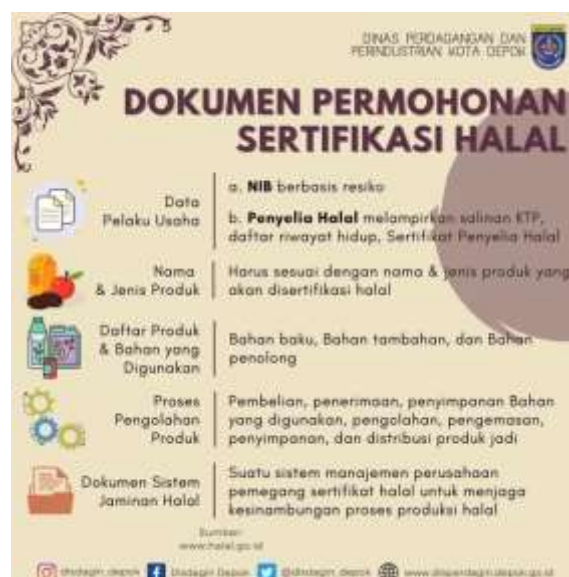 DINAS PERDAGANGAN DAN
PERINDUSTRIAN KOTA DEPOK
DOKUMEN PERMOHONAN
SERTIFIKASI HALAL
Data
Pelaku Usaha
a. NIB berbasis resiko
b. Penyelia Halal melampirkan salinan KTP,
daftar riwayat hidup, Sertifikat Penyelia Halal
Nama
& Jenis Produk
Harus sesuai dengan nama & jenis produk yang
akan disertifikasi halal
Daftar Produk
& Bahan yang
Digunakan
Bahan baku, Bahan tambahan, dan Bahan
penolong
Proses
Pengolahan
Produk
Pembelian, penerimaan, penyimpanan Bahan
yang digunakan, pengolahan, pengemasan,
penyimpanan, dan distribusi produk jadi
Dokumen Sistem
Jaminan Halal
Suatu sistem manajemen perusahaan
pemegang sertifikat halal untuk menjaga
kesinambungan proses produksi halal
Sumber:
www.halal.go.id
disdagin_depok
Disdagin Depok
@disdagin_depok
www.disperdagin.depok.go.id